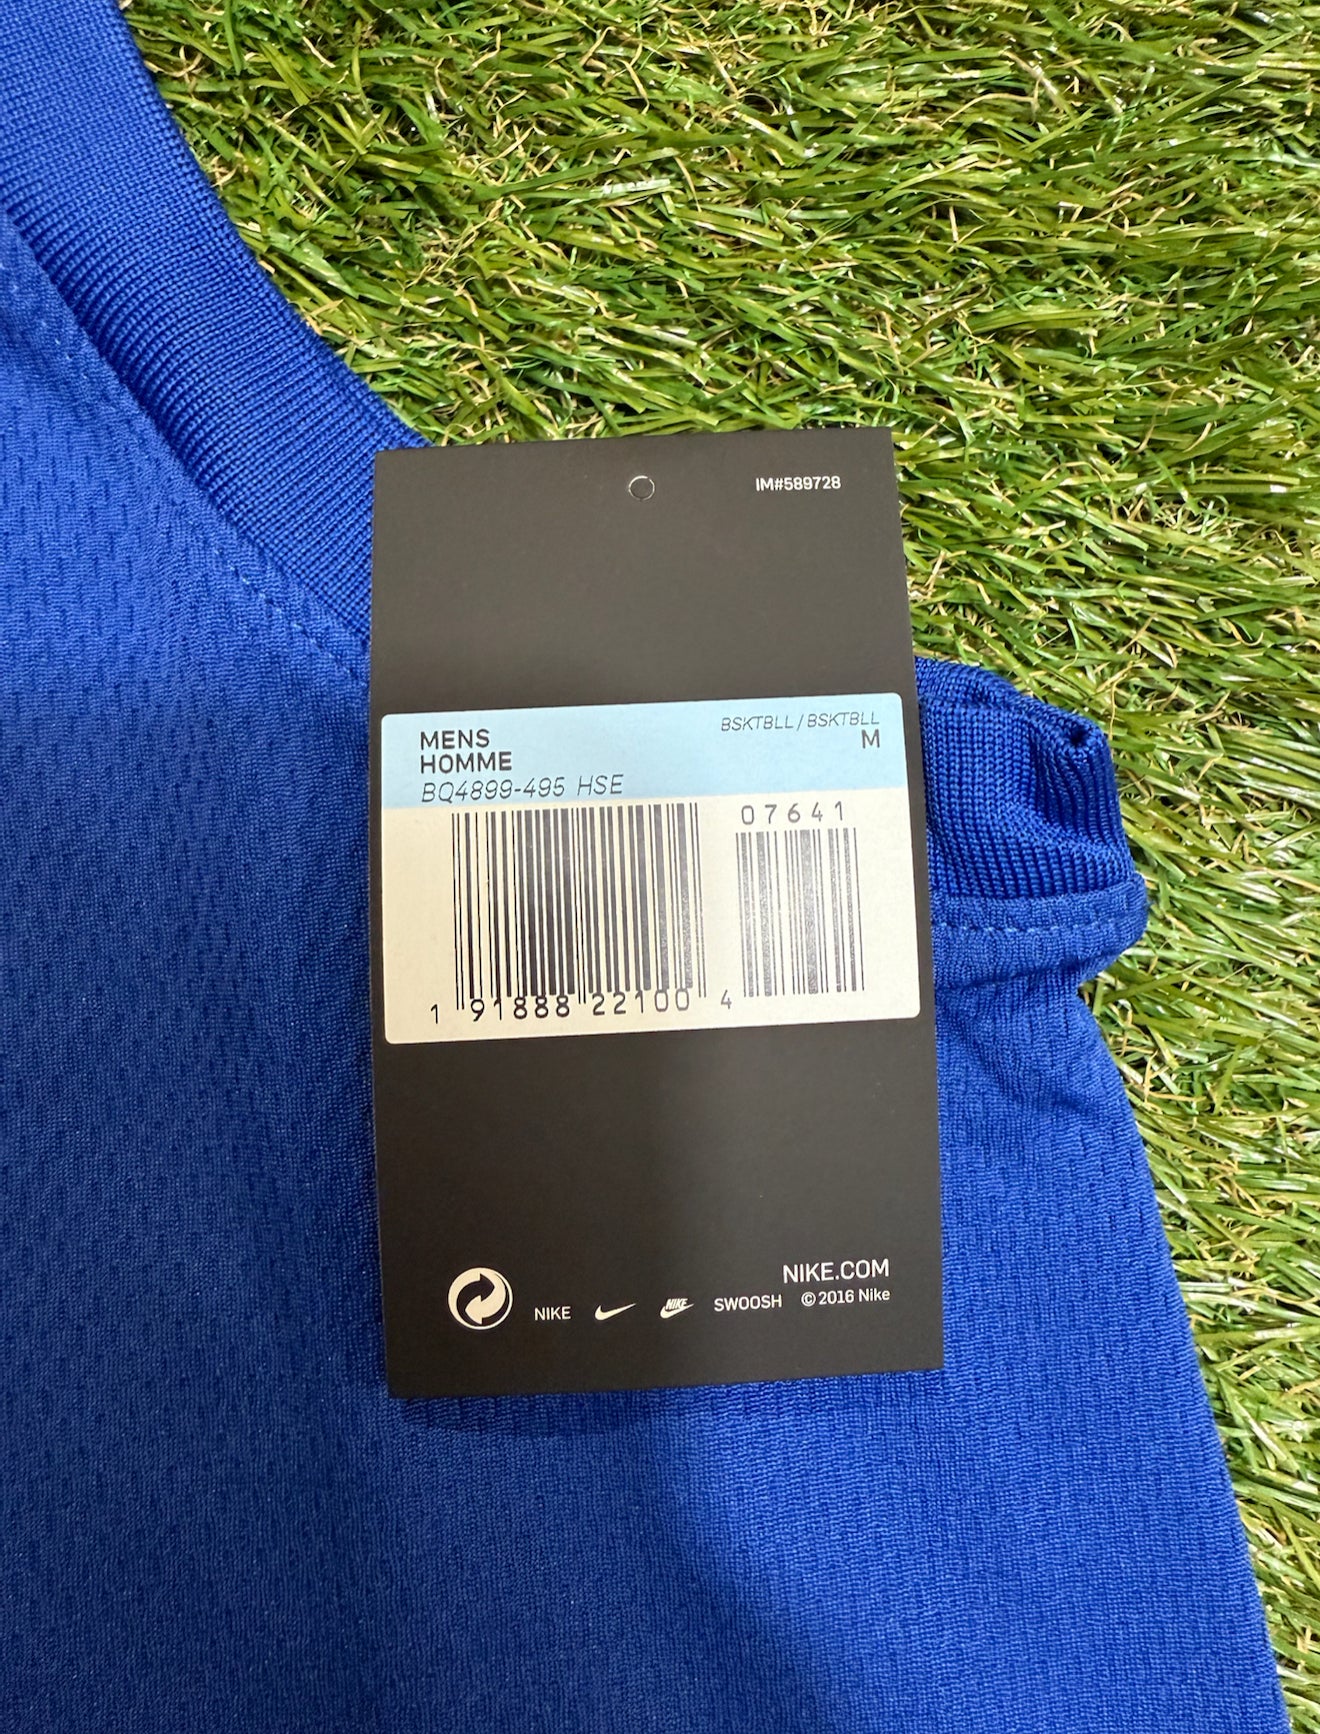 IM#589728
BSKTBLL / BSKTBLL
MENS
M
HOMME
BQ4899-495 HSE
07641
1 91888 22100 4
NIKE.COM
NIKE NIKE SWOOSH © 2016 Nike